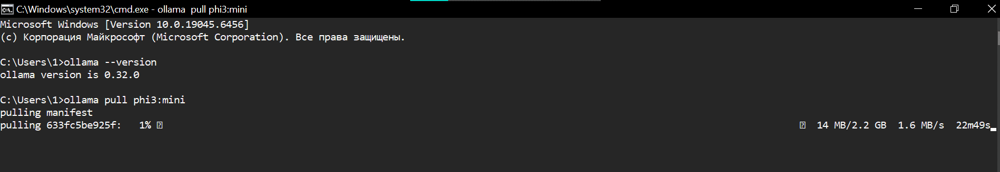 C:\Windows\system32\cmd.exe - ollama  pull phi3:mini
Microsoft Windows [Version 10.0.19045.6456]
(c) Корпорация Майкрософт (Microsoft Corporation). Все права защищены.
C:\Users\1>ollama --version
ollama version is 0.32.0
C:\Users\1>ollama pull phi3:mini
pulling manifest
pulling 633fc5be925f:   1% ⍰ ⍰  14 MB/2.2 GB  1.6 MB/s  22m49s